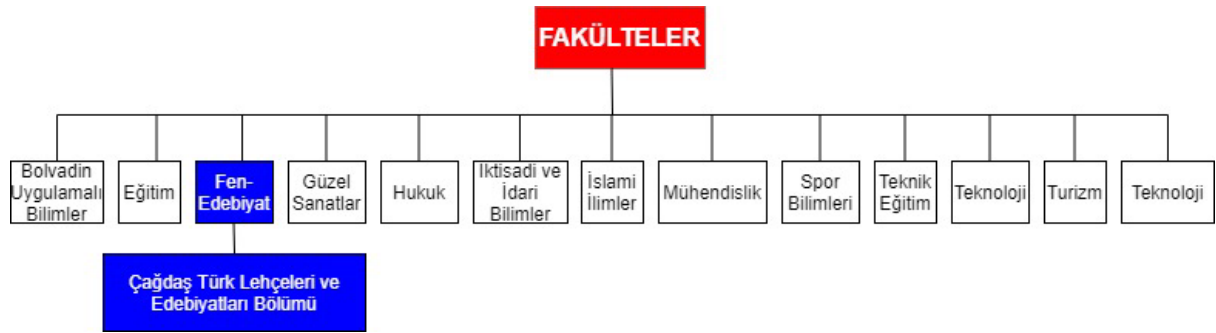 FAKÜLTELER
Bolvadin
Uygulamalı
Bilimler
Eğitim
Fen-
Edebiyat
Güzel
Sanatlar
Hukuk
Iktisadi ve
İdari
Bilimler
İslami
İlimler
Mühendislik
Spor
Bilimleri
Teknik
Eğitim
Teknoloji
Turizm
Teknoloji
Çağdaş Türk Lehçeleri ve
Edebiyatları Bölümü